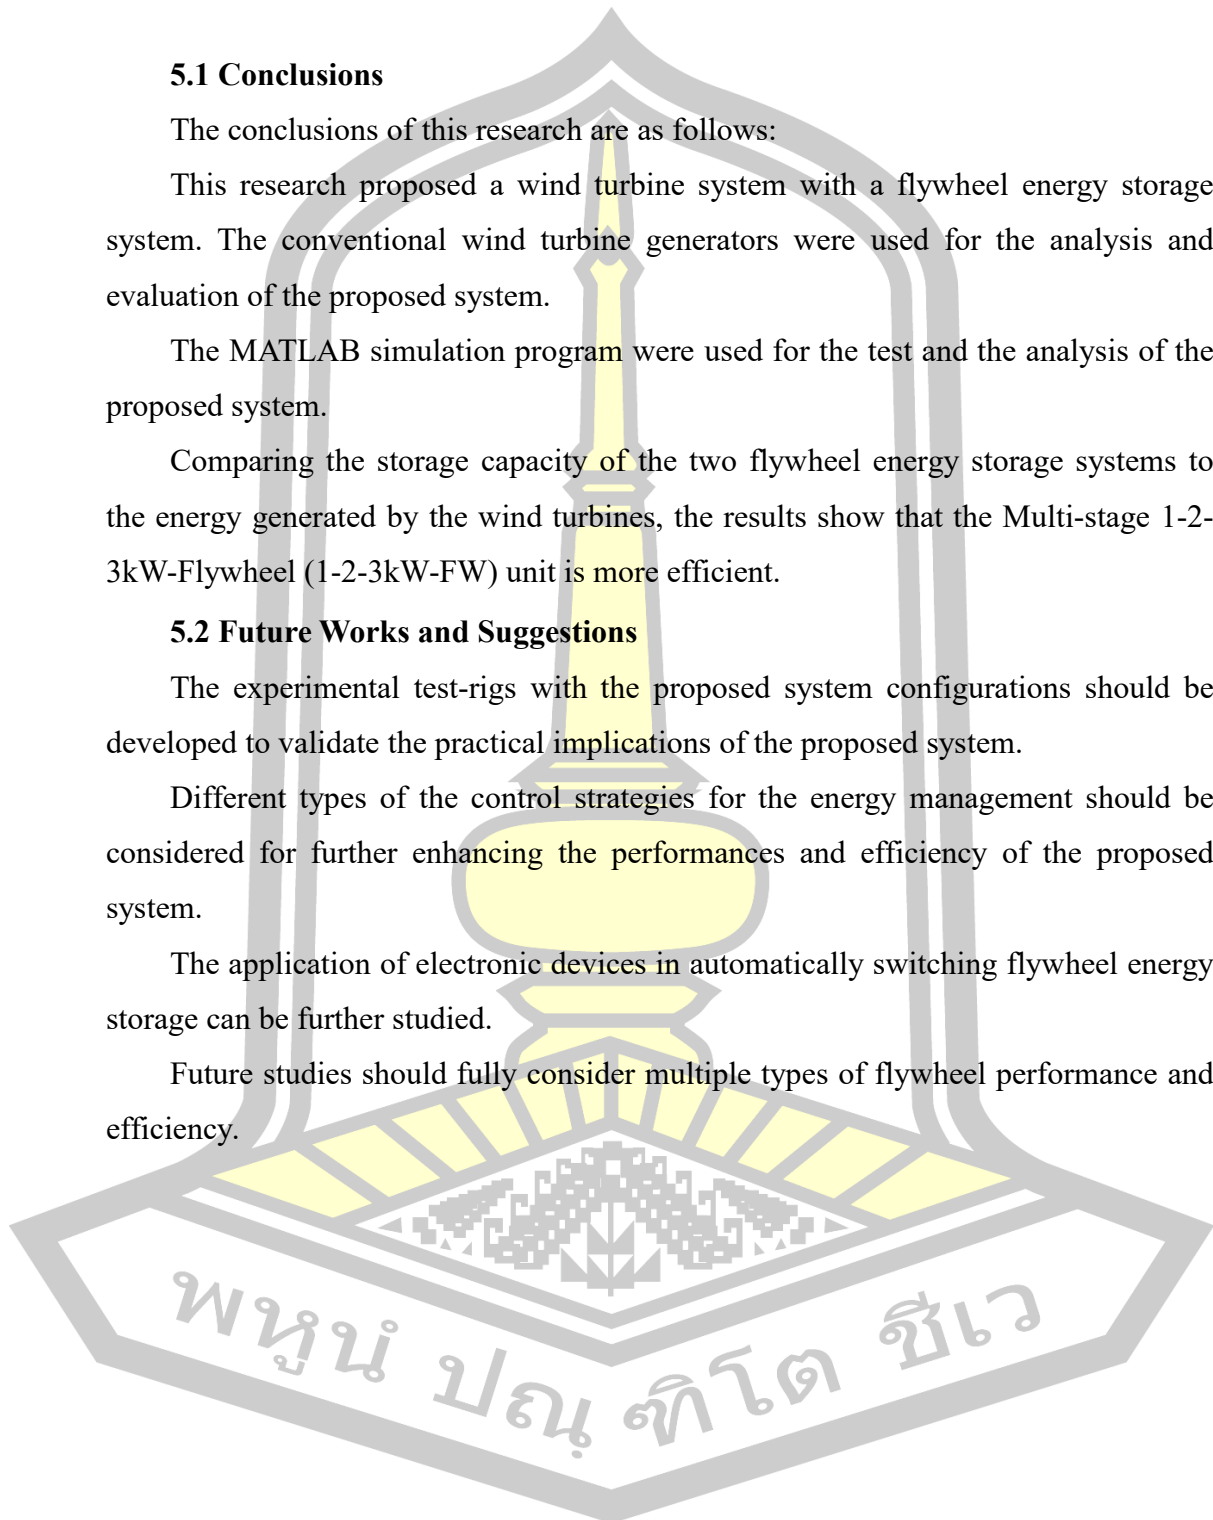 5.1 Conclusions
The conclusions of this research are as follows:
This research proposed a wind turbine system with a flywheel energy storage
system. The conventional wind turbine generators were used for the analysis and
evaluation of the proposed system.
The MATLAB simulation program were used for the test and the analysis of the
proposed system.
Comparing the storage capacity of the two flywheel energy storage systems to
the energy generated by the wind turbines, the results show that the Multi-stage 1-2-
3kW-Flywheel (1-2-3kW-FW) unit is more efficient.
5.2 Future Works and Suggestions
The experimental test-rigs with the proposed system configurations should be
developed to validate the practical implications of the proposed system.
Different types of the control strategies for the energy management should be
considered for further enhancing the performances and efficiency of the proposed
system.
The application of electronic devices in automatically switching flywheel energy
storage can be further studied.
Future studies should fully consider multiple types of flywheel performance and
efficiency.
พหูนํ ปณฺ ฑิโต ชีเว